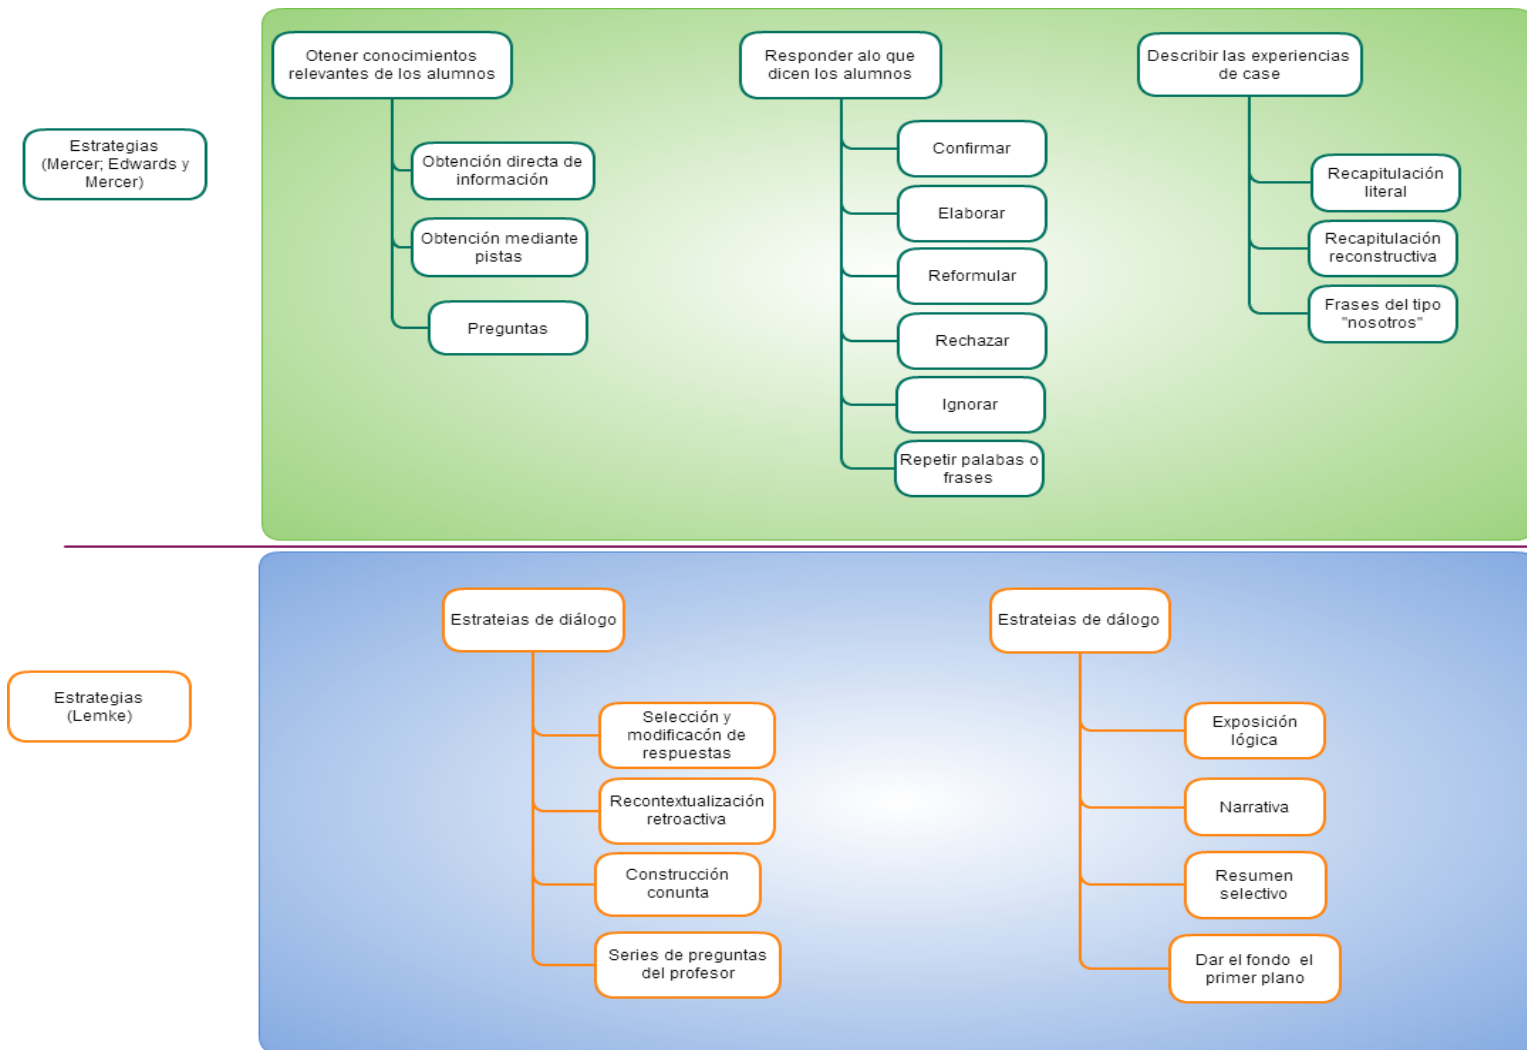 Estrategias
(Mercer; Edwards y
Mercer)
Otener conocimientos
relevantes de los alumnos
Obtención directa de
información
Obtención mediante
pistas
Preguntas
Responder alo que
dicen los alumnos
Confirmar
Elaborar
Reformular
Rechazar
Ignorar
Repetir palabas o
frases
Describir las experiencias
de case
Recapitulación
literal
Recapitulación
reconstructiva
Frases del tipo
"nosotros"
Estrategias
(Lemke)
Estrateias de diálogo
Selección y
modificacón de
respuestas
Recontextualización
retroactiva
Construcción
conunta
Series de preguntas
del profesor
Estrateias de dálogo
Exposición
lógica
Narrativa
Resumen
selectivo
Dar el fondo  el
primer plano